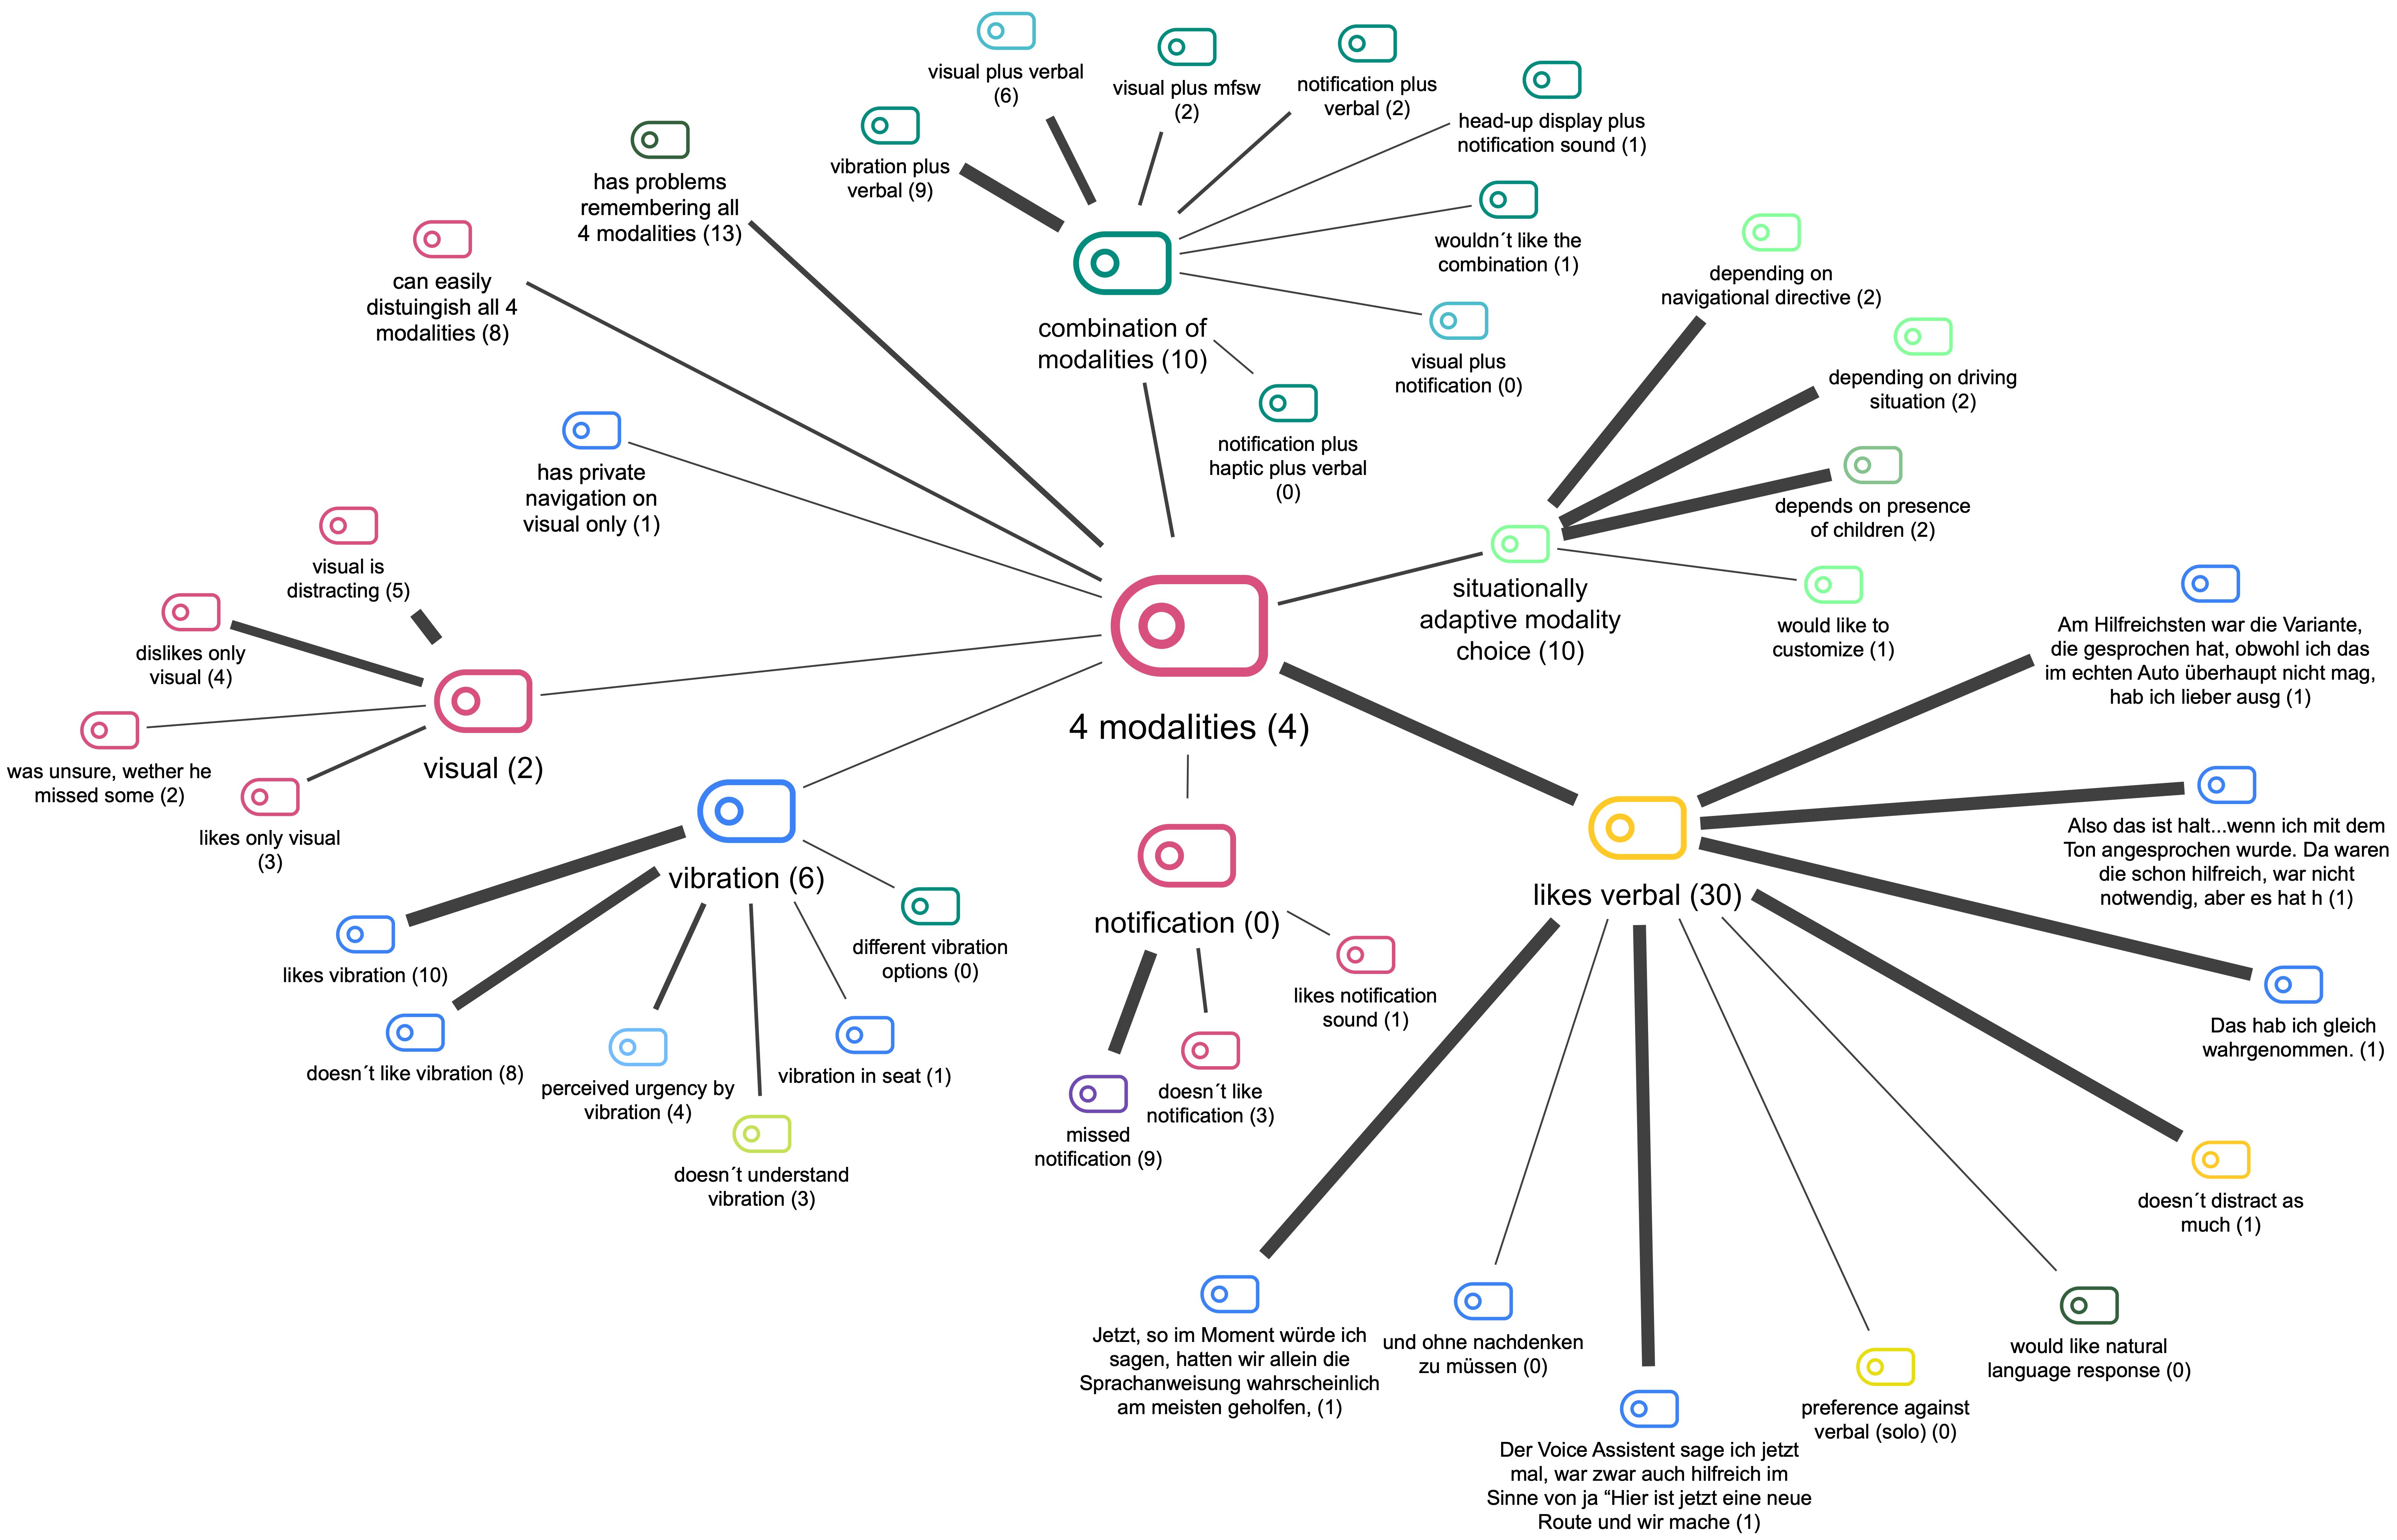 visual plus verbal
(6)
visual plus mfsw
(2)
notification plus
verbal (2)
head-up display plus
notification sound (1)
vibration plus
verbal (9)
has problems
remembering all
4 modalities (13)
can easily
distuingish all 4
modalities (8)
wouldn´t like the
combination (1)
combination of
modalities (10)
visual plus
notification (0)
notification plus
haptic plus verbal
(0)
depending on
navigational directive (2)
depending on driving
situation (2)
depends on presence
of children (2)
would like to
customize (1)
situationally
adaptive modality
choice (10)
has private
navigation on
visual only (1)
visual is
distracting (5)
dislikes only
visual (4)
was unsure, wether he
missed some (2)
likes only visual
(3)
visual (2)
4 modalities (4)
vibration (6)
likes vibration (10)
doesn´t like vibration (8)
perceived urgency by
vibration (4)
doesn´t understand
vibration (3)
vibration in seat (1)
different vibration
options (0)
notification (0)
likes notification
sound (1)
doesn´t like
notification (3)
missed
notification (9)
likes verbal (30)
Am Hilfreichsten war die Variante,
die gesprochen hat, obwohl ich das
im echten Auto überhaupt nicht mag,
hab ich lieber ausg (1)
Also das ist halt...wenn ich mit dem
Ton angesprochen wurde. Da waren
die schon hilfreich, war nicht
notwendig, aber es hat h (1)
Das hab ich gleich
wahrgenommen. (1)
doesn´t distract as
much (1)
would like natural
language response (0)
preference against
verbal (solo) (0)
Der Voice Assistent sage ich jetzt
mal, war zwar auch hilfreich im
Sinne von ja “Hier ist jetzt eine neue
Route und wir mache (1)
und ohne nachdenken
zu müssen (0)
Jetzt, so im Moment würde ich
sagen, hatten wir allein die
Sprachanweisung wahrscheinlich
am meisten geholfen, (1)